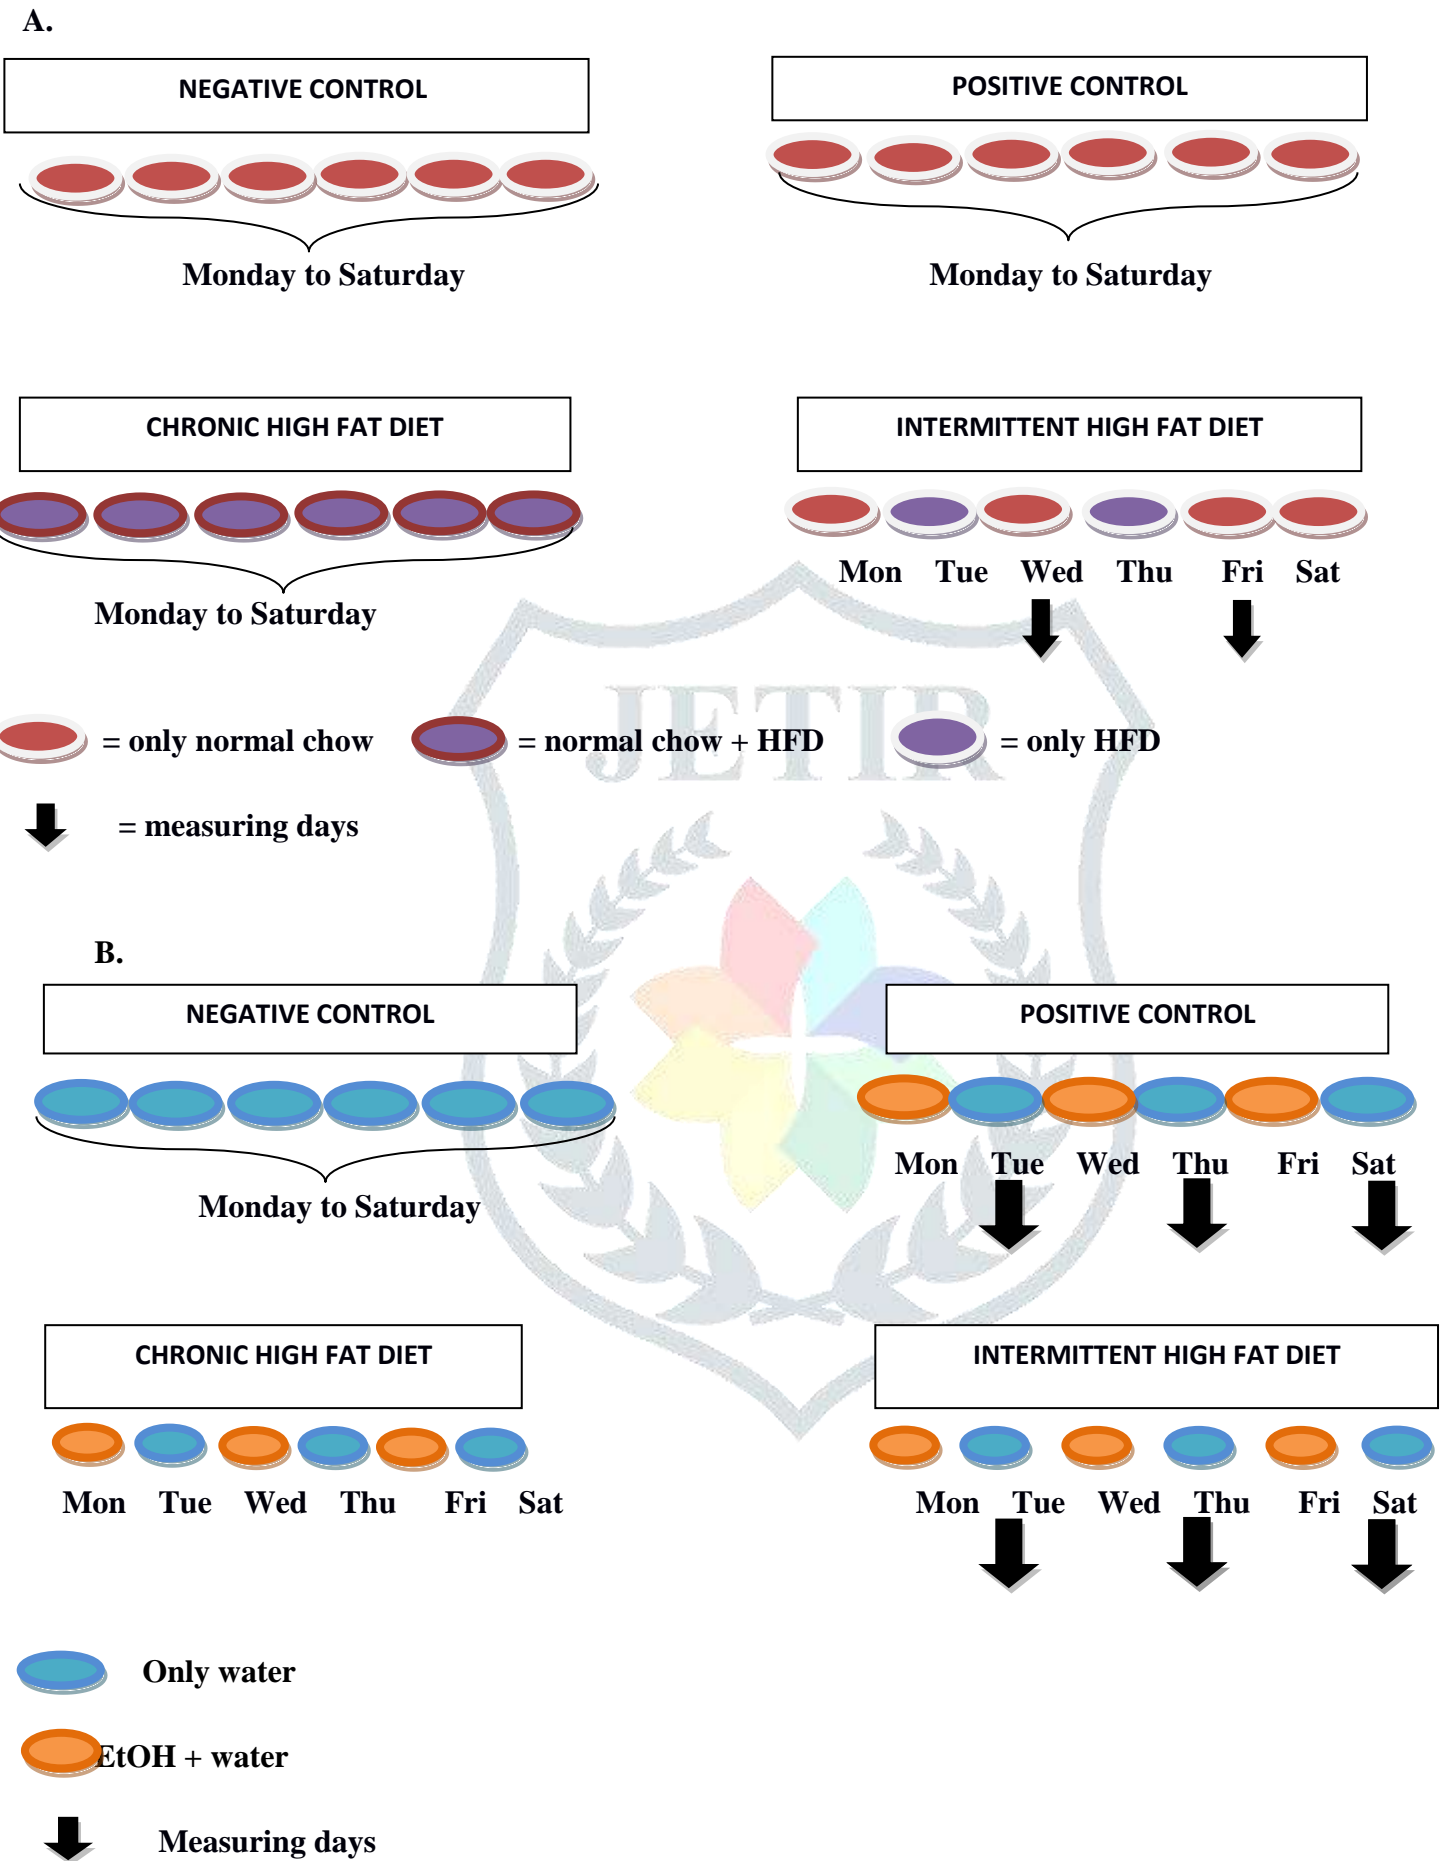 A.
NEGATIVE CONTROL
POSITIVE CONTROL
Monday to Saturday
Monday to Saturday
CHRONIC HIGH FAT DIET
INTERMITTENT HIGH FAT DIET
Mon Tue Wed Thu Fri Sat
Monday to Saturday
JETIR
= only normal chow
= normal chow + HFD
= only HFD
= measuring days
B.
NEGATIVE CONTROL
POSITIVE CONTROL
Mon Tue Wed Thu Fri Sat
Monday to Saturday
CHRONIC HIGH FAT DIET
INTERMITTENT HIGH FAT DIET
Mon Tue Wed Thu Fri Sat
Mon Tue Wed Thu Fri Sat
Only water
EtOH + water
Measuring days